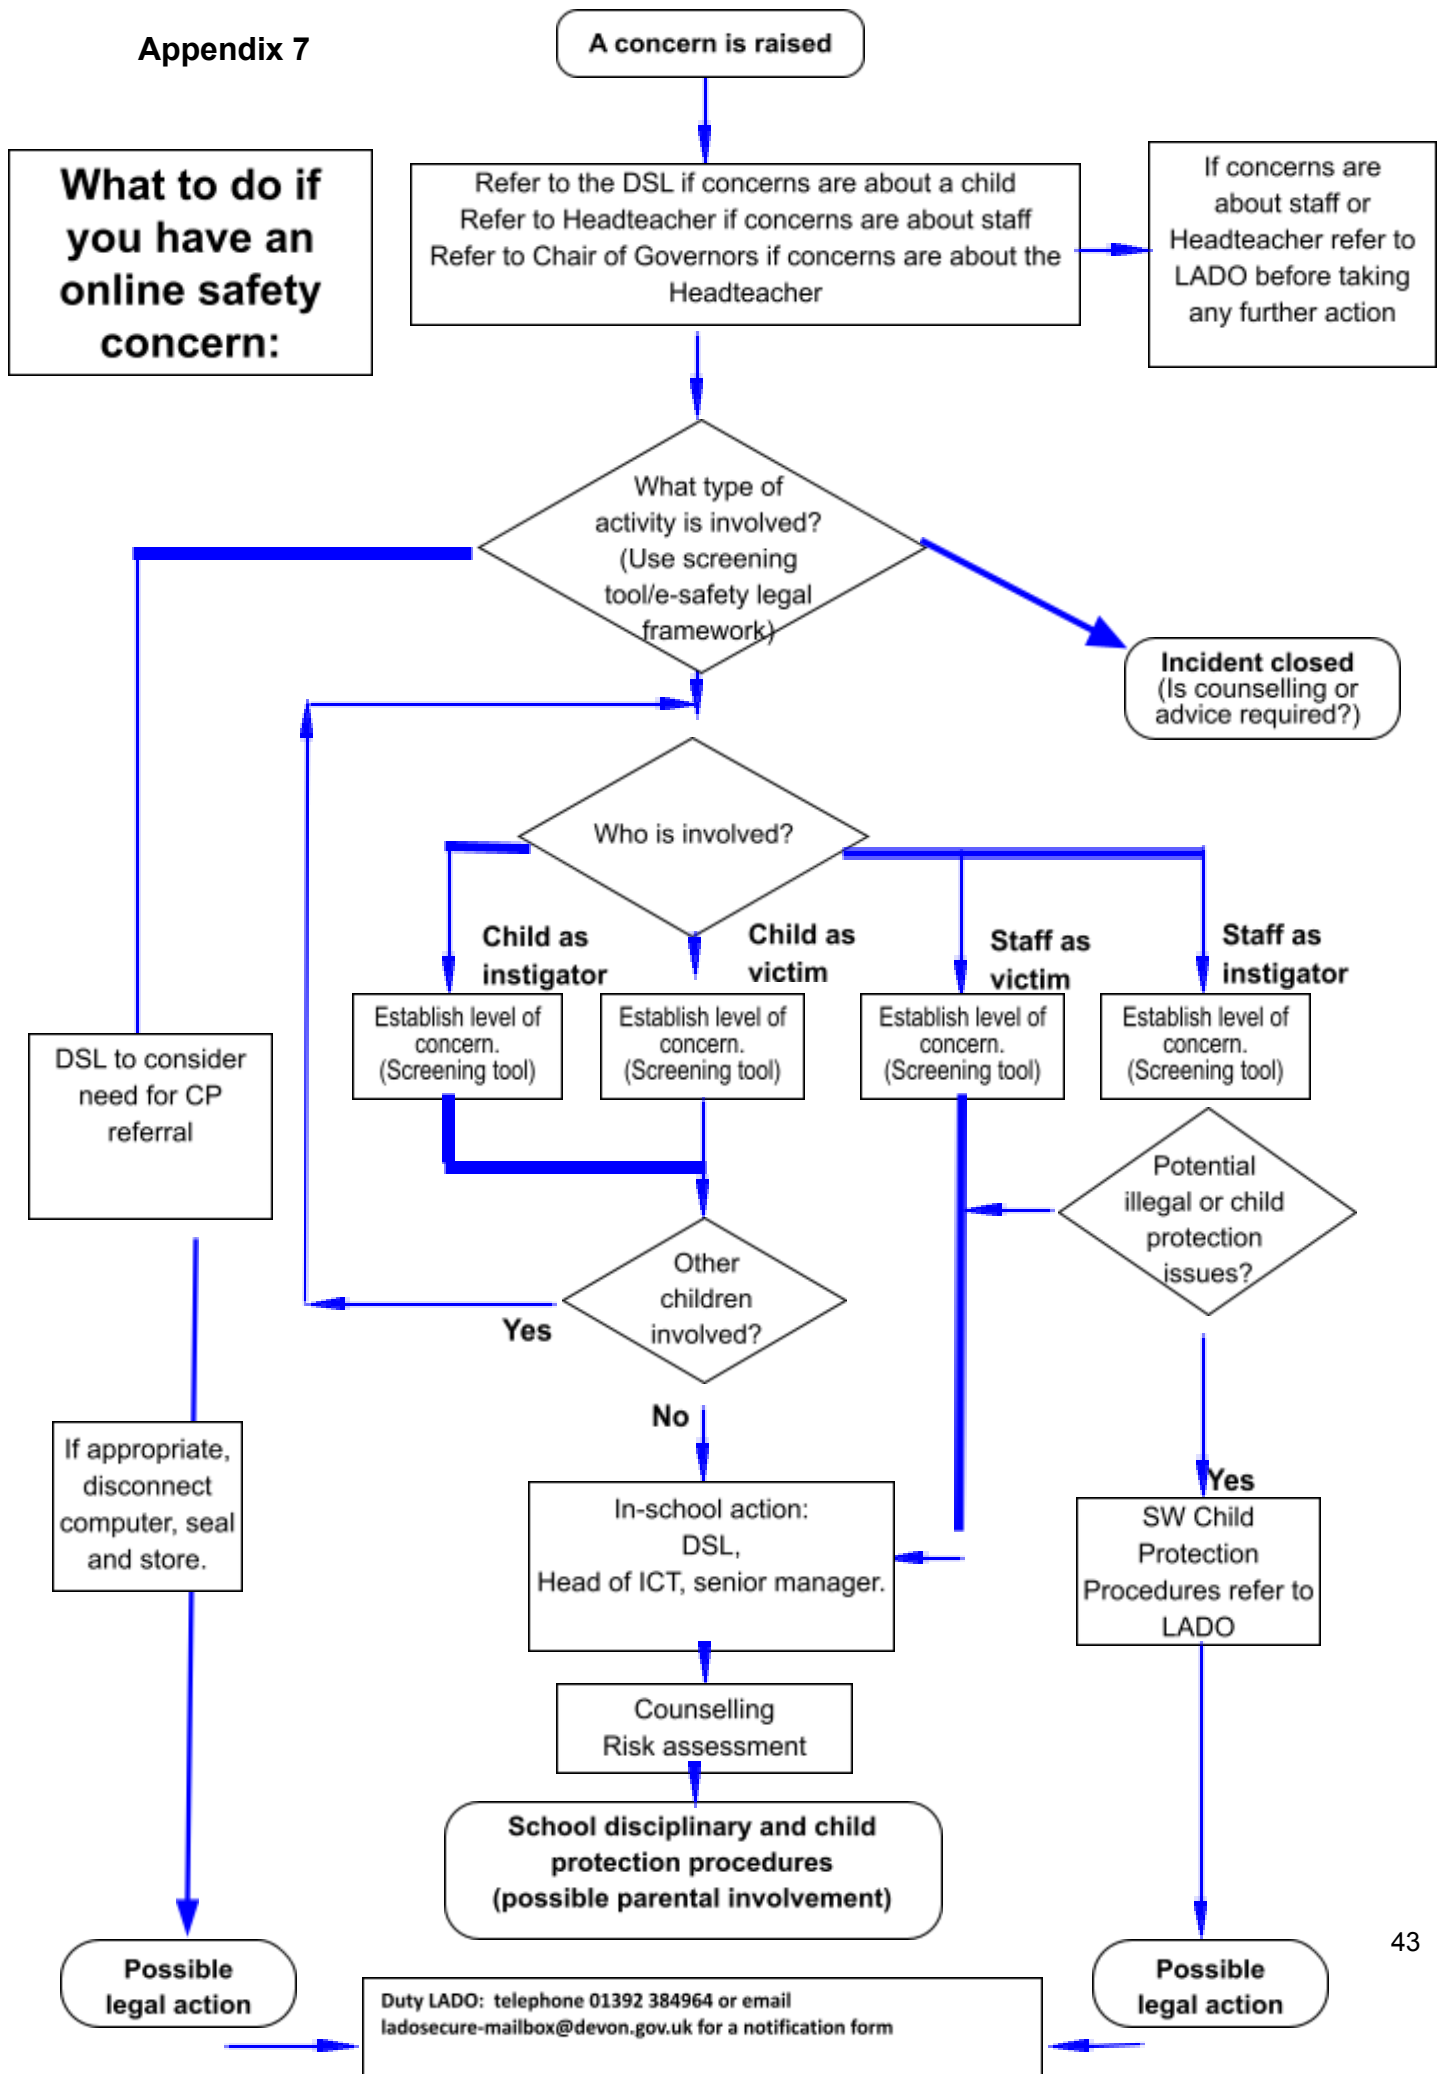 Appendix 7
A concern is raised
What to do if
you have an
online safety
concern:
Refer to the DSL if concerns are about a child
Refer to Headteacher if concerns are about staff
Refer to Chair of Governors if concerns are about the
Headteacher
If concerns are
about staff or
Headteacher refer to
LADO before taking
any further action
What type of
activity is involved?
(Use screening
tool/e-safety legal
framework)
Incident closed
(Is counselling or
advice required?)
Who is involved?
Child as
instigator
Child as
victim
Staff as
victim
Staff as
instigator
Establish level of
concern.
(Screening tool)
Establish level of
concern.
(Screening tool)
Establish level of
concern.
(Screening tool)
Establish level of
concern.
(Screening tool)
DSL to consider
need for CP
referral
Potential
illegal or child
protection
issues?
Other
children
involved?
Yes
No
Yes
If appropriate,
disconnect
computer, seal
and store.
In-school action:
DSL,
Head of ICT, senior manager.
SW Child
Protection
Procedures refer to
LADO
Counselling
Risk assessment
School disciplinary and child
protection procedures
(possible parental involvement)
43
Possible
legal action
Possible
legal action
Duty LADO: telephone 01392 384964 or email
ladosecure-mailbox@devon.gov.uk for a notification form